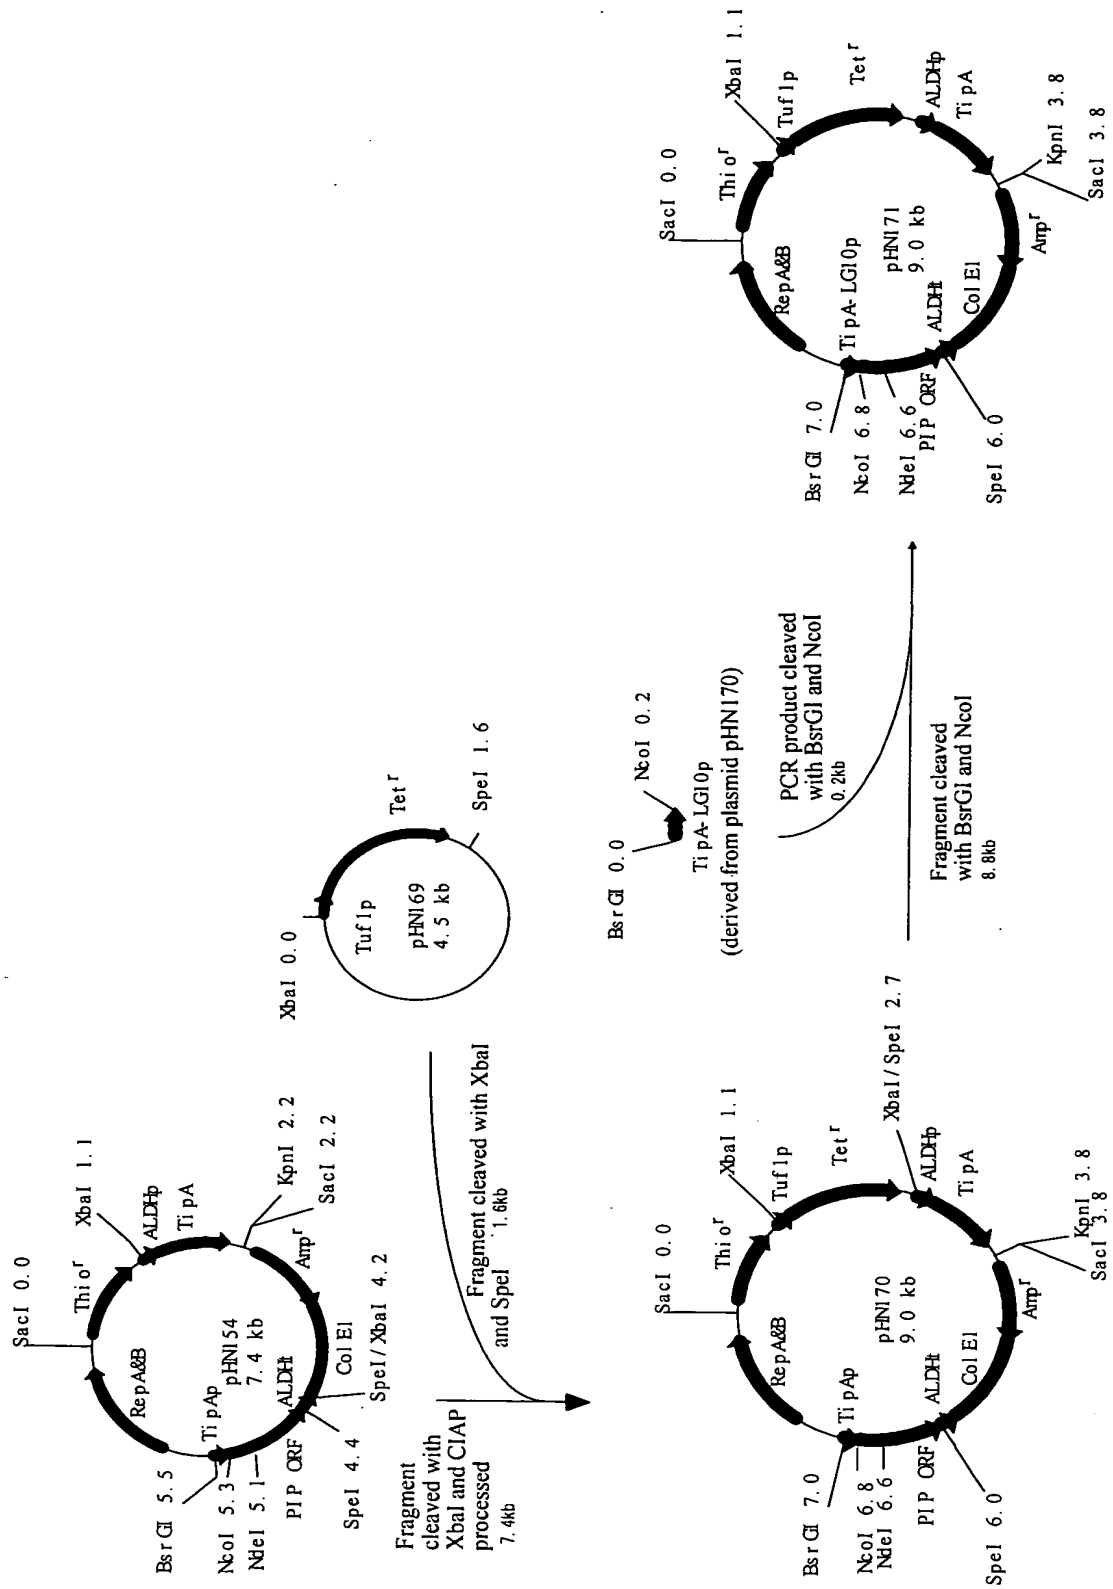 SacI 0.0
Thio^r
XbaI 1.1
ALDHp
TipA
KpnI 2.2
SacI 2.2
Amp^r
ColE1
SpeI/XbaI 4.2
ALDHt
SpeI 4.4
PIP ORF
NdeI 5.1
NcoI 5.3
BsrGI 5.5
TipAp
RepA&B
pHN154
7.4 kb
XbaI 0.0
Tuf1p
Tet^r
pHN169
4.5 kb
SpeI 1.6
Fragment
cleaved with
XbaI and CIAP
processed
7.4kb
Fragment cleaved with XbaI
and SpeI 1.6kb
SacI 0.0
Thio^r
XbaI 1.1
Tuf1p
Tet^r
XbaI/SpeI 2.7
ALDHp
TipA
KpnI 3.8
SacI 3.8
Amp^r
ColE1
ALDHt
SpeI 6.0
PIP ORF
NdeI 6.6
NcoI 6.8
BsrGI 7.0
TipAp
RepA&B
pHN170
9.0 kb
BsrGI 0.0
NcoI 0.2
TipA-LG10p
(derived from plasmid pHN170)
PCR product cleaved
with BsrGI and NcoI
0.2kb
Fragment cleaved
with BsrGI and NcoI
8.8kb
SacI 0.0
Thio^r
XbaI 1.1
Tuf1p
Tet^r
ALDHp
TipA
KpnI 3.8
SacI 3.8
Amp^r
ColE1
ALDHt
SpeI 6.0
PIP ORF
NdeI 6.6
NcoI 6.8
BsrGI 7.0
TipA-LG10p
RepA&B
pHN171
9.0 kb